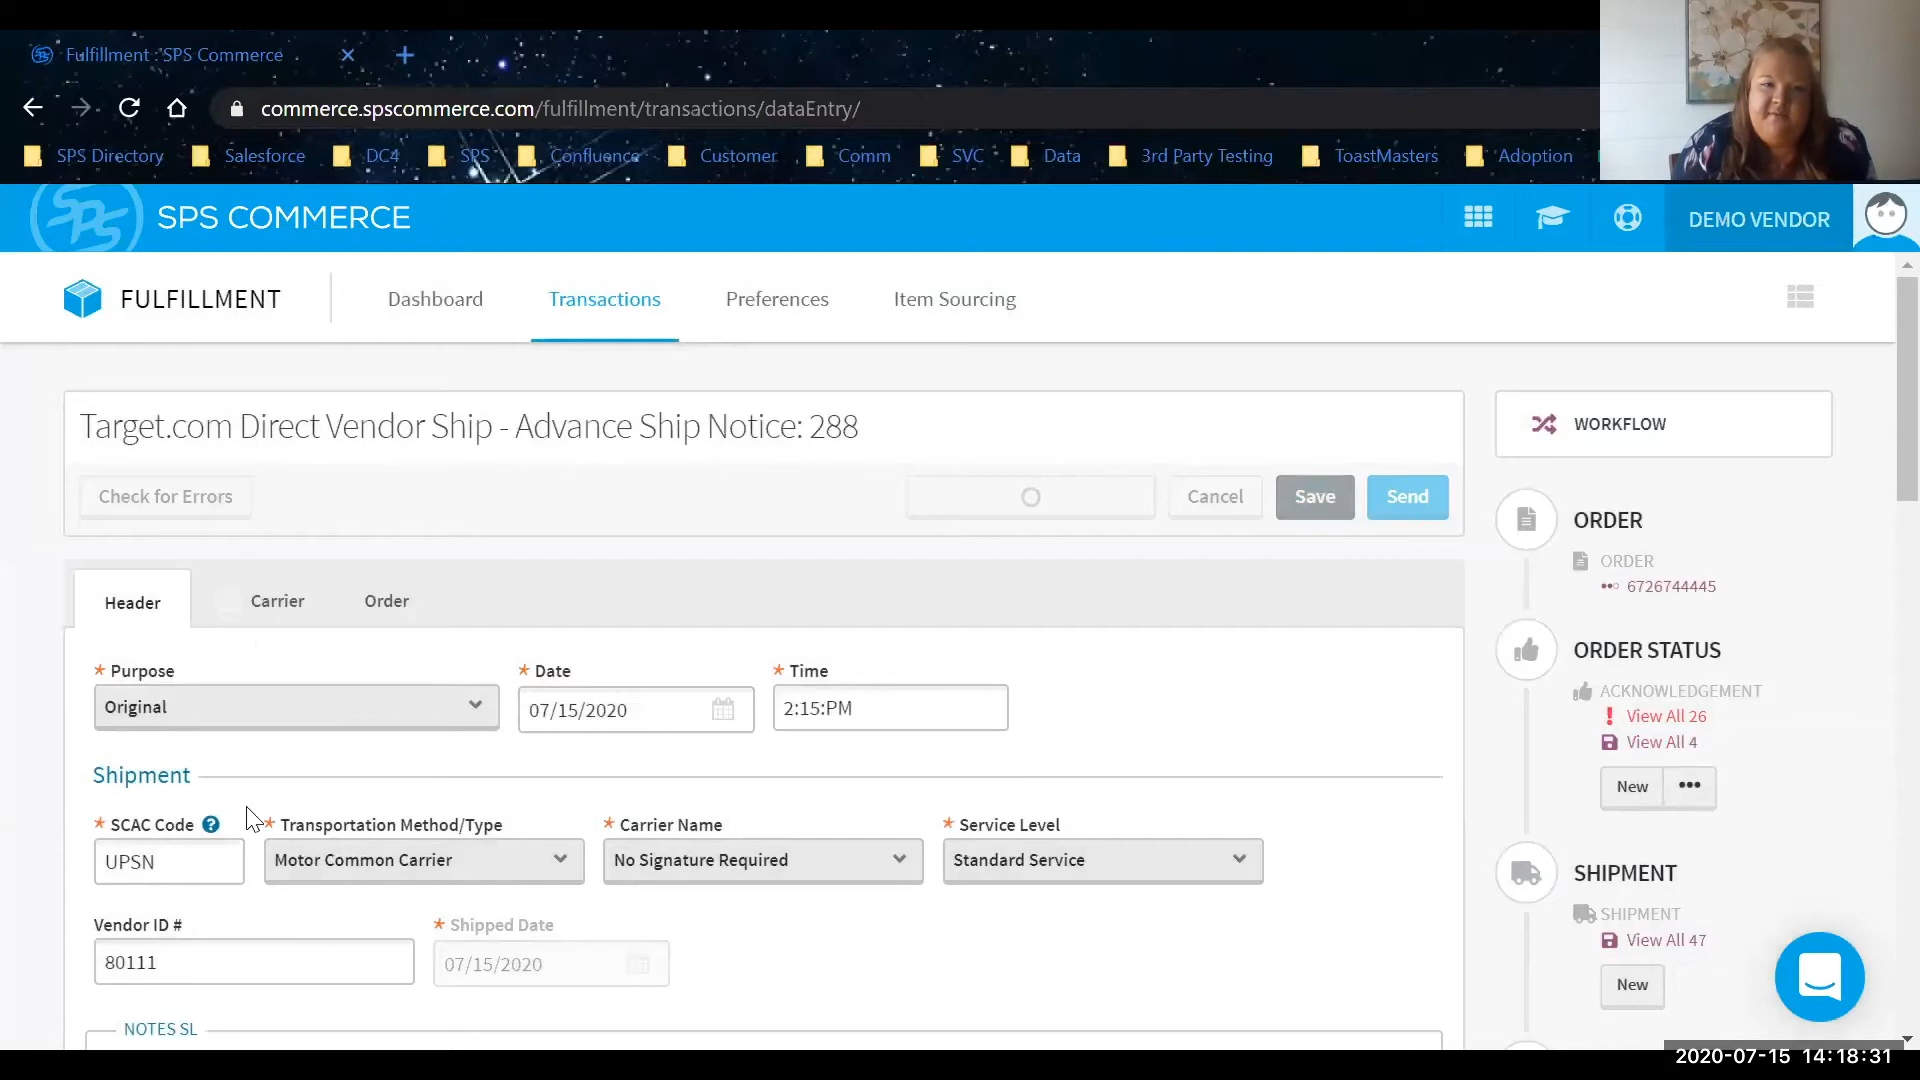 Fulfillment : SPS Commerce
commerce.spscommerce.com/fulfillment/transactions/dataEntry/
SPS Directory Salesforce DC4 SPS Confluence Customer Comm SVC Data 3rd Party Testing ToastMasters Adoption
SPS COMMERCE
DEMO VENDOR
FULFILLMENT Dashboard Transactions Preferences Item Sourcing
Target.com Direct Vendor Ship - Advance Ship Notice: 288
Check for Errors Cancel Save Send
Header Carrier Order
* Purpose * Date * Time
Original 07/15/2020 2:15:PM
Shipment
* SCAC Code ? * Transportation Method/Type * Carrier Name * Service Level
UPSN Motor Common Carrier No Signature Required Standard Service
Vendor ID # * Shipped Date
80111 07/15/2020
NOTES SL
WORKFLOW
ORDER
ORDER
6726744445
ORDER STATUS
ACKNOWLEDGEMENT
! View All 26
View All 4
New •••
SHIPMENT
SHIPMENT
View All 47
New
2020-07-15 14:18:31